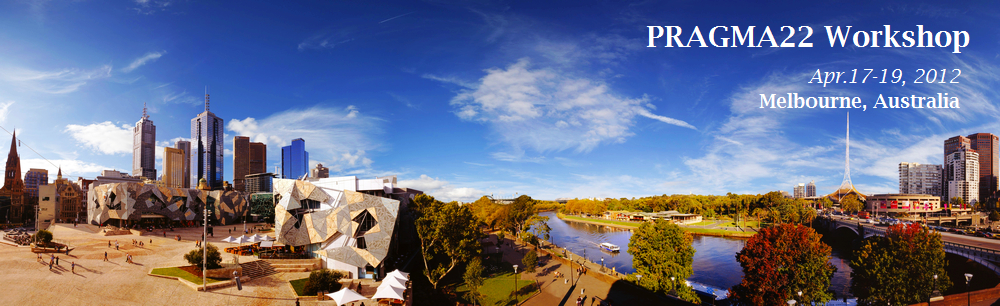 PRAGMA22 Workshop
Apr.17-19, 2012
Melbourne, Australia